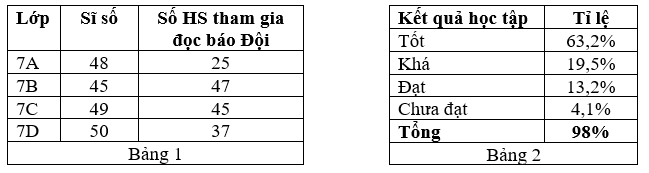 Lớp Sĩ số Số HS tham gia đọc báo Đội
7A 48 25
7B 45 47
7C 49 45
7D 50 37
Bảng 1
Kết quả học tập Tỉ lệ
Tốt 63,2%
Khá 19,5%
Đạt 13,2%
Chưa đạt 4,1%
Tổng 98%
Bảng 2